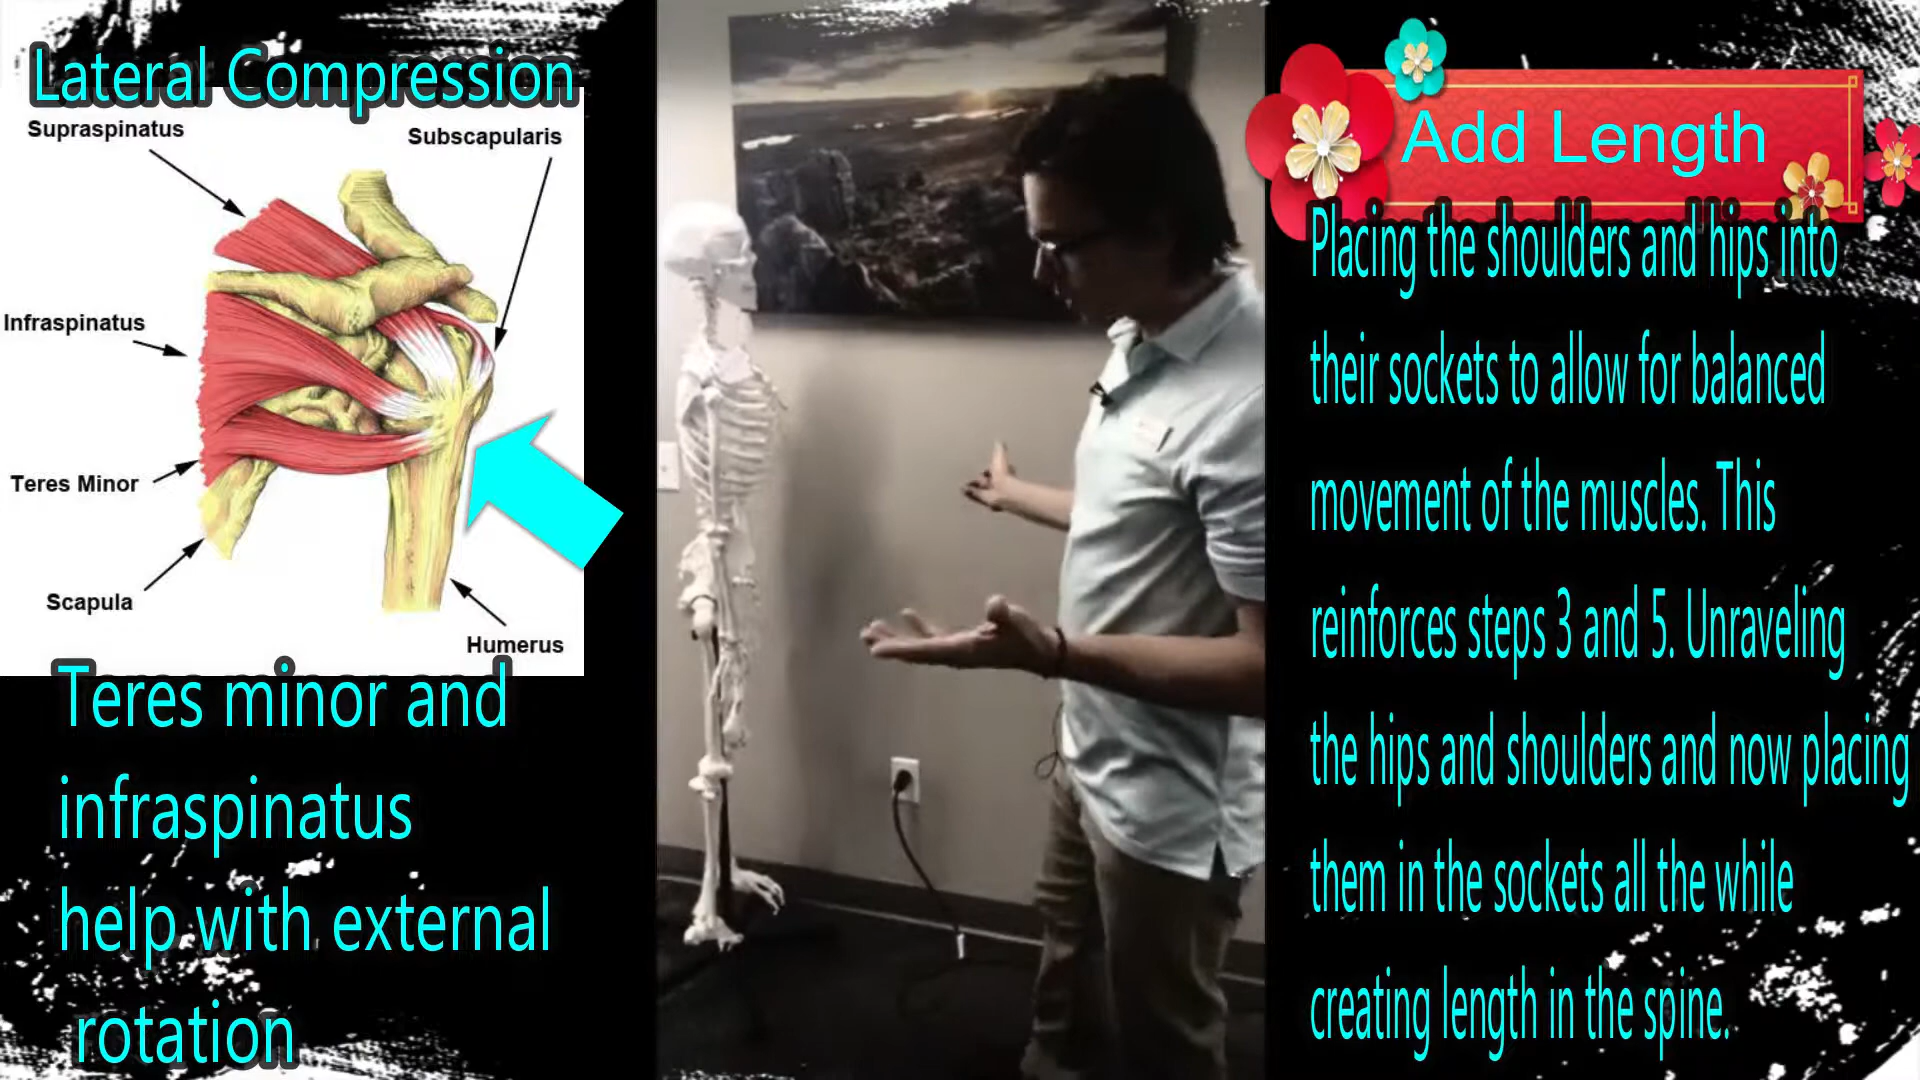 Lateral Compression
Supraspinatus
Subscapularis
Infraspinatus
Teres Minor
Scapula
Humerus
Teres minor and
infraspinatus
help with external
rotation
Add Length
Placing the shoulders and hips into
their sockets to allow for balanced
movement of the muscles. This
reinforces steps 3 and 5. Unraveling
the hips and shoulders and now placing
them in the sockets all the while
creating length in the spine.